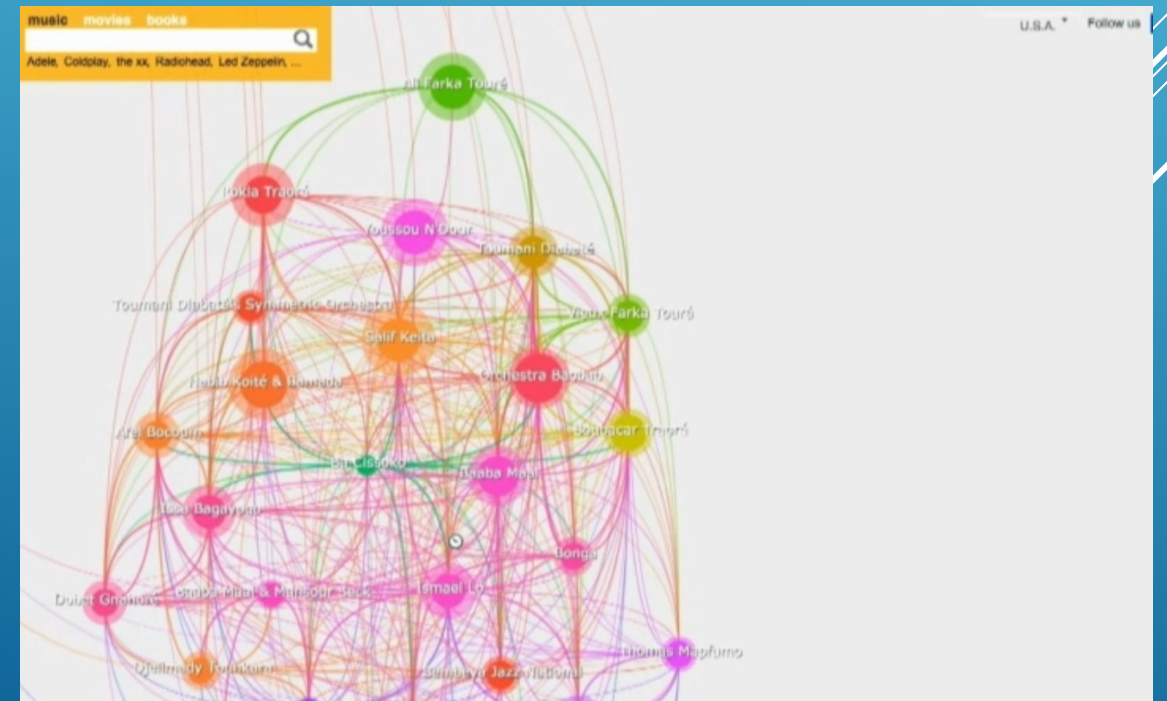 music movies books
U.S.A. Follow us
Adele, Coldplay, the xx, Radiohead, Led Zeppelin, ...
Ali Farka Touré
Rokia Traoré
Youssou N'Dour
Toumani Diabaté
Toumani Diabaté's Symmetric Orchestra
Vieux Farka Touré
Salif Keita
Orchestra Baobab
Habib Koité & Bamada
Afel Bocoum
Boubacar Traoré
Ba Cissoko
Baaba Maal
Issa Bagayogo
Bonga
Ismaël Lo
Dobet Gnahoré
Baaba Maal & Mansour Seck
Thomas Mapfumo
Djelimady Tounkara
Bembeya Jazz National